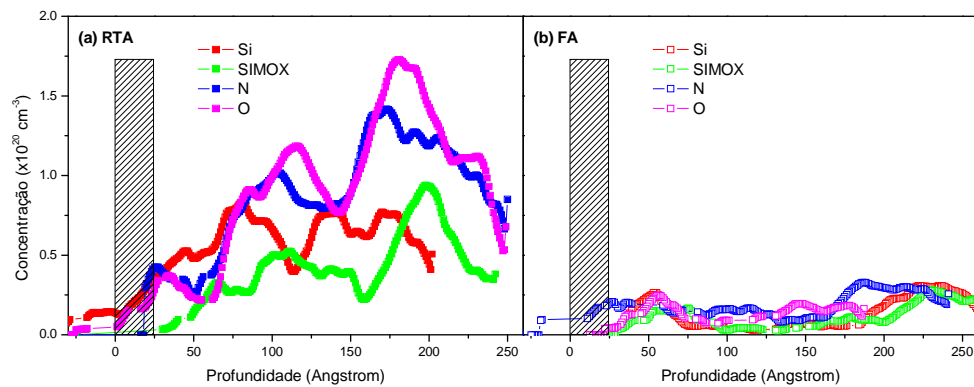 (a) RTA
Si
SIMOX
N
O
2.0
1.5
1.0
0.5
0.0
Concentração (x10²⁰ cm⁻³)
0 50 100 150 200 250
Profundidade (Angstrom)
(b) FA
Si
SIMOX
N
O
0 50 100 150 200 250
Profundidade (Angstrom)